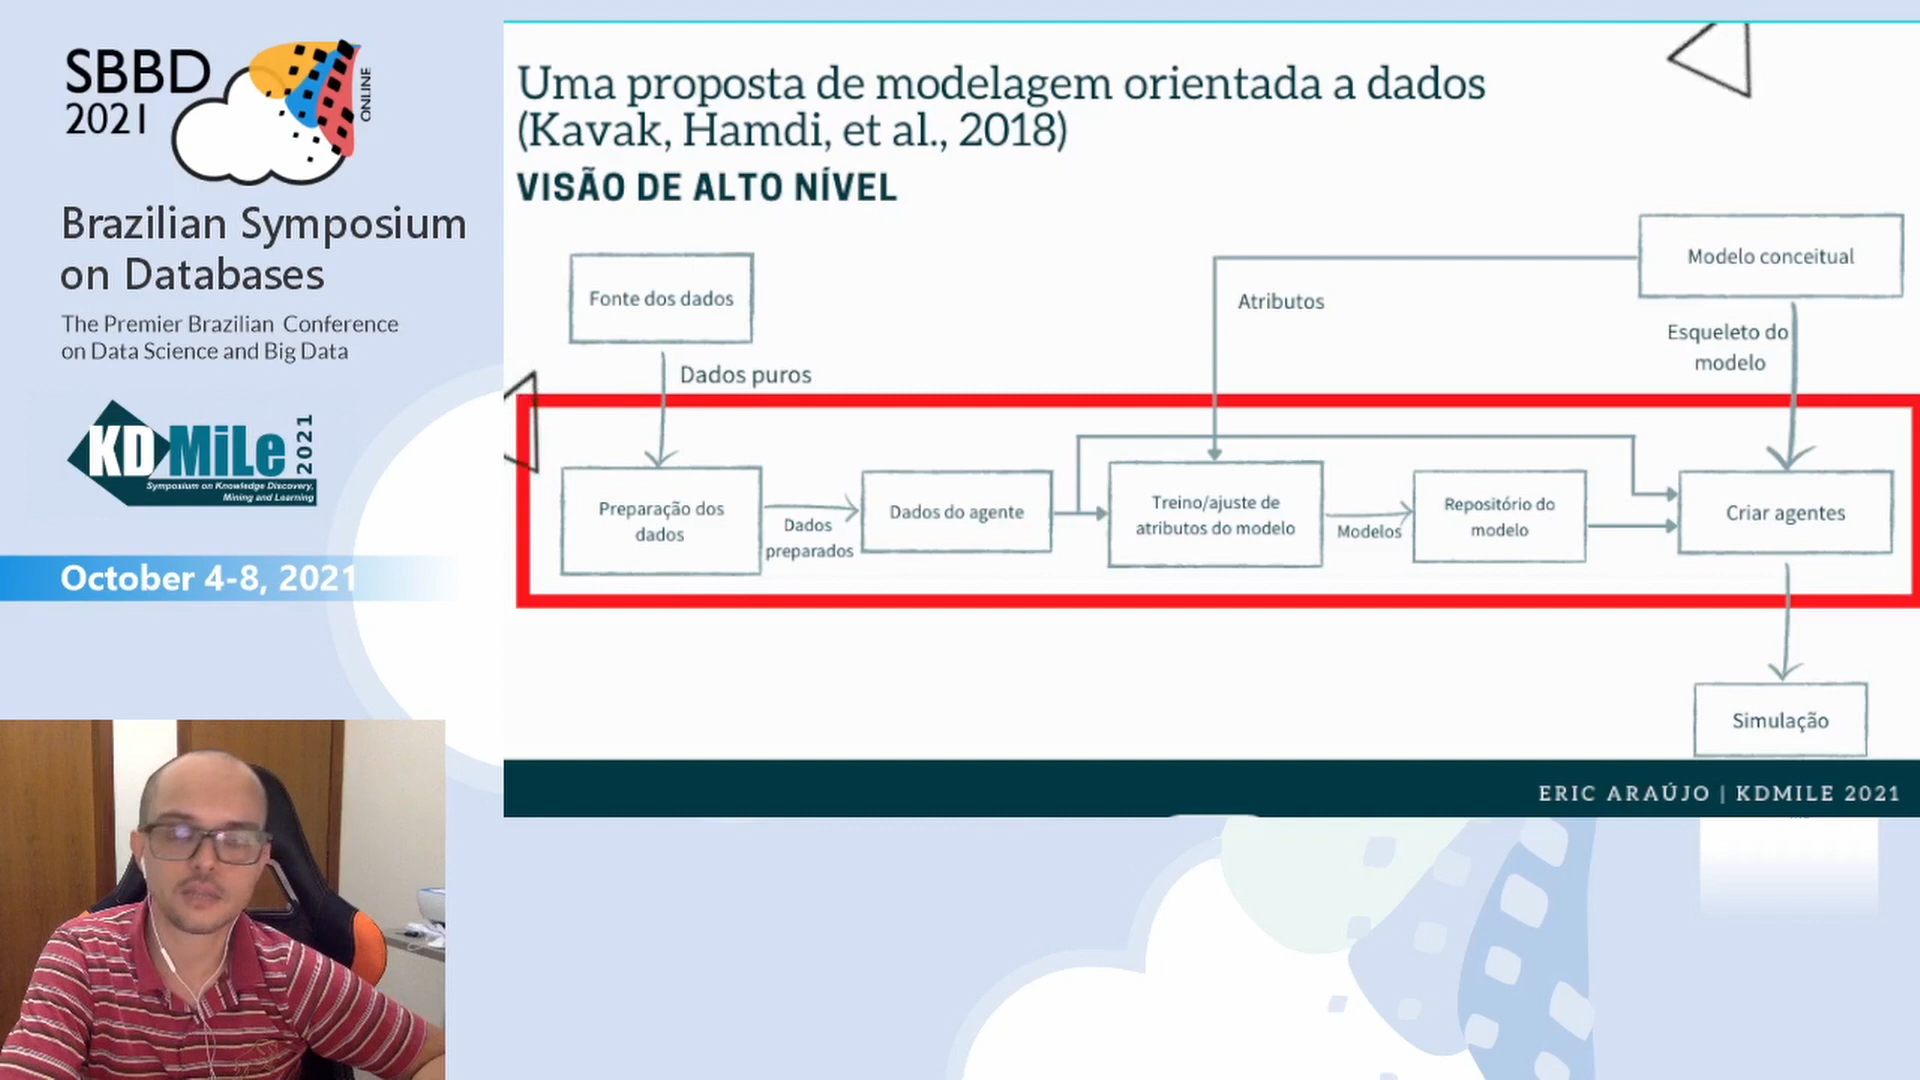 SBBD
2021
ONLINE
Brazilian Symposium
on Databases
The Premier Brazilian Conference
on Data Science and Big Data
KDMiLe
2021
Symposium on Knowledge Discovery,
Mining and Learning
October 4-8, 2021
Uma proposta de modelagem orientada a dados
(Kavak, Hamdi, et al., 2018)
VISÃO DE ALTO NÍVEL
Modelo conceitual
Fonte dos dados
Atributos
Esqueleto do
modelo
Dados puros
Preparação dos
dados
Dados
preparados
Dados do agente
Treino/ajuste de
atributos do modelo
Modelos
Repositório do
modelo
Criar agentes
Simulação
ERIC ARAÚJO | KDMILE 2021